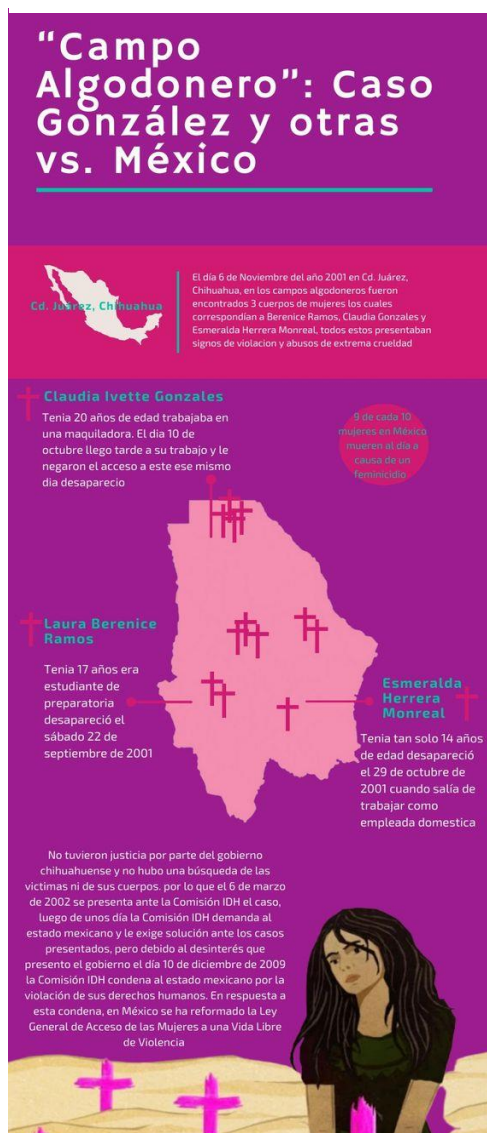 “Campo
Algodonero”: Caso
González y otras
vs. México
Cd. Juárez, Chihuahua
El día 6 de Noviembre del año 2001 en Cd. Juárez,
Chihuahua, en los campos algodoneros fueron
encontrados 3 cuerpos de mujeres los cuales
correspondían a Berenice Ramos, Claudia Gonzales y
Esmeralda Herrera Monreal, todos estos presentaban
signos de violacion y abusos de extrema crueldad
Claudia Ivette Gonzales
Tenia 20 años de edad trabajaba en
una maquiladora. El dia 10 de
octubre llego tarde a su trabajo y le
negaron el acceso a este ese mismo
dia desaparecio
9 de cada 10
mujeres en México
mueren al día a
causa de un
feminicidio
Laura Berenice
Ramos
Tenia 17 años era
estudiante de
preparatoria
desapareció el
sábado 22 de
septiembre de 2001
Esmeralda
Herrera
Monreal
Tenia tan solo 14 años
de edad desapareció
el 29 de octubre de
2001 cuando salía de
trabajar como
empleada domestica
No tuvieron justicia por parte del gobierno
chihuahuense y no hubo una búsqueda de las
victimas ni de sus cuerpos. por lo que el 6 de marzo
de 2002 se presenta ante la Comisión IDH el caso,
luego de unos día la Comisión IDH demanda al
estado mexicano y le exige solución ante los casos
presentados, pero debido al desinterés que
presento el gobierno el día 10 de diciembre de 2009
la Comisión IDH condena al estado mexicano por la
violación de sus derechos humanos. En respuesta a
esta condena, en México se ha reformado la Ley
General de Acceso de las Mujeres a una Vida Libre
de Violencia